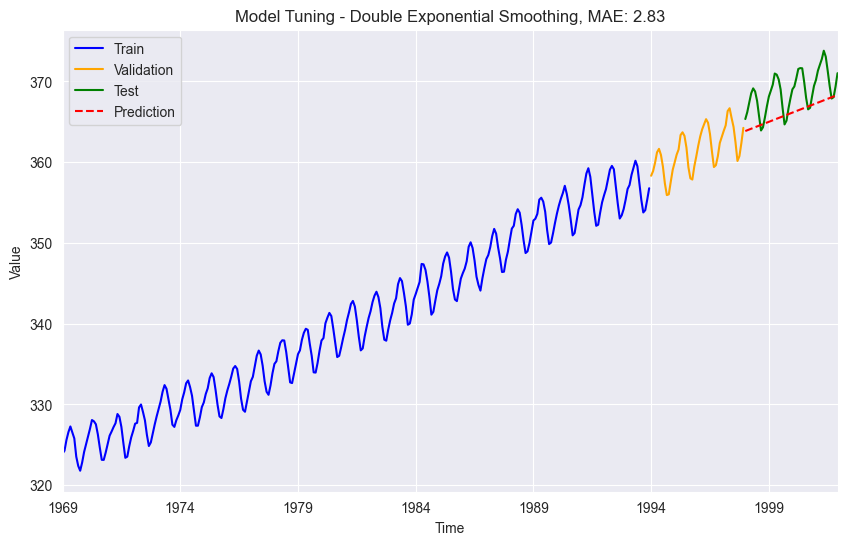 Model Tuning - Double Exponential Smoothing, MAE: 2.83
Train
Validation
Test
Prediction
Value
370
360
350
340
330
320
1969
1974
1979
1984
1989
1994
1999
Time